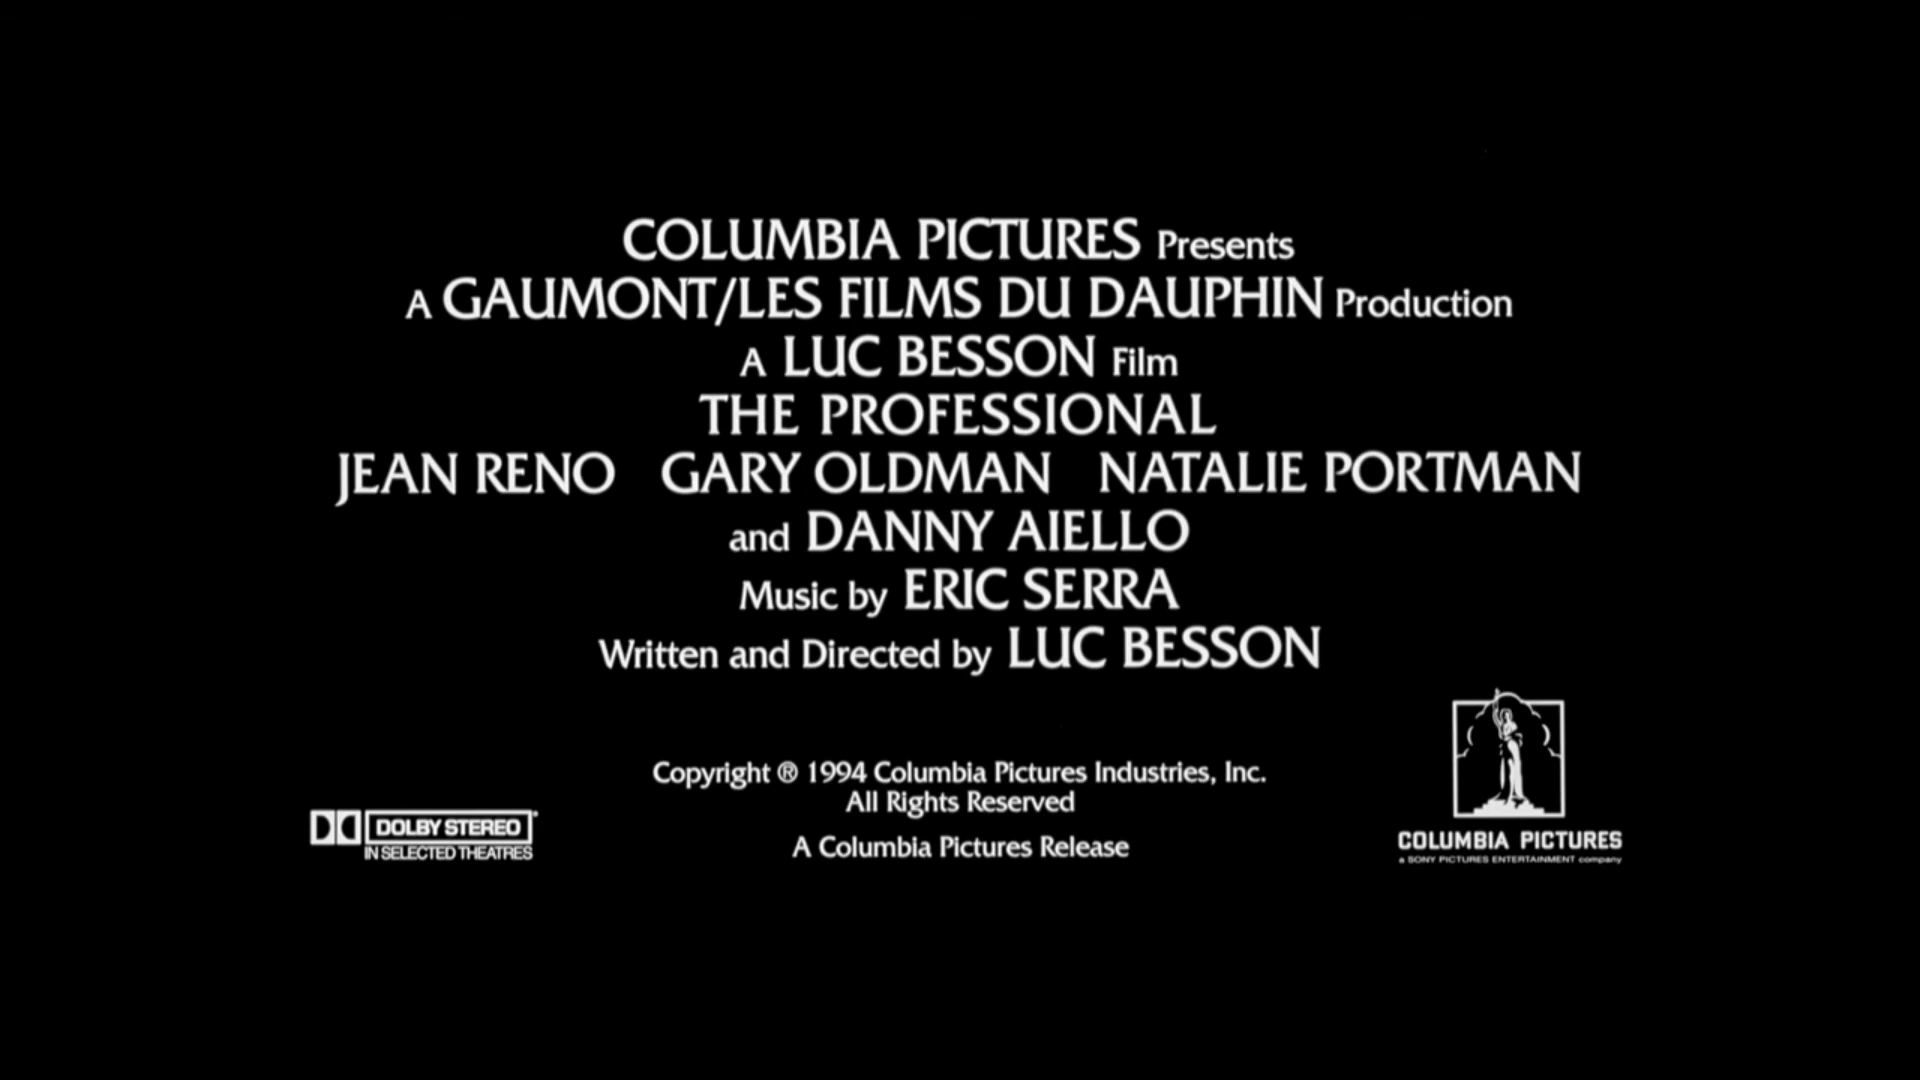 COLUMBIA PICTURES Presents
A GAUMONT/LES FILMS DU DAUPHIN Production
A LUC BESSON Film
THE PROFESSIONAL
JEAN RENO GARY OLDMAN NATALIE PORTMAN
and DANNY AIELLO
Music by ERIC SERRA
Written and Directed by LUC BESSON
Copyright ® 1994 Columbia Pictures Industries, Inc.
All Rights Reserved
A Columbia Pictures Release
DOLBY STEREO
IN SELECTED THEATRES
COLUMBIA PICTURES
a SONY PICTURES ENTERTAINMENT company